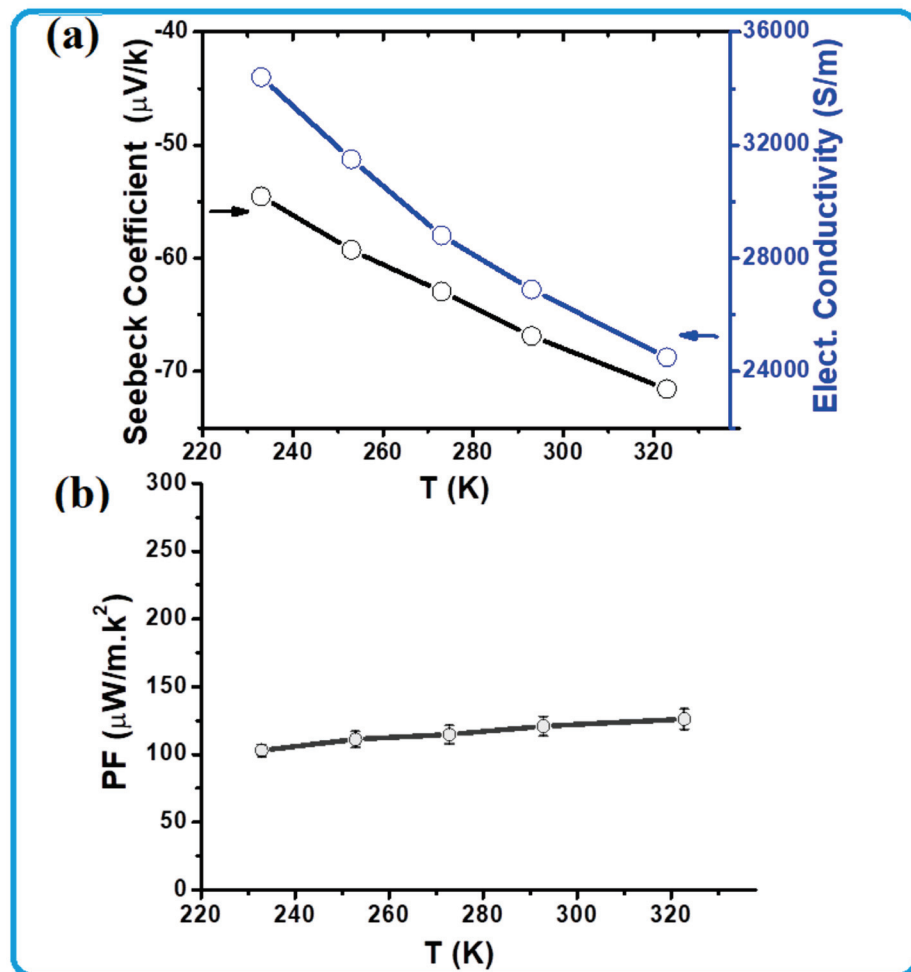 (a)
-40
-50
-60
-70
Seebeck Coefficient (μV/k)
36000
32000
28000
24000
Elect. Conductivity (S/m)
220 240 260 280 300 320
T (K)
(b)
300
250
200
150
100
50
0
PF (μW/m.k²)
220 240 260 280 300 320
T (K)